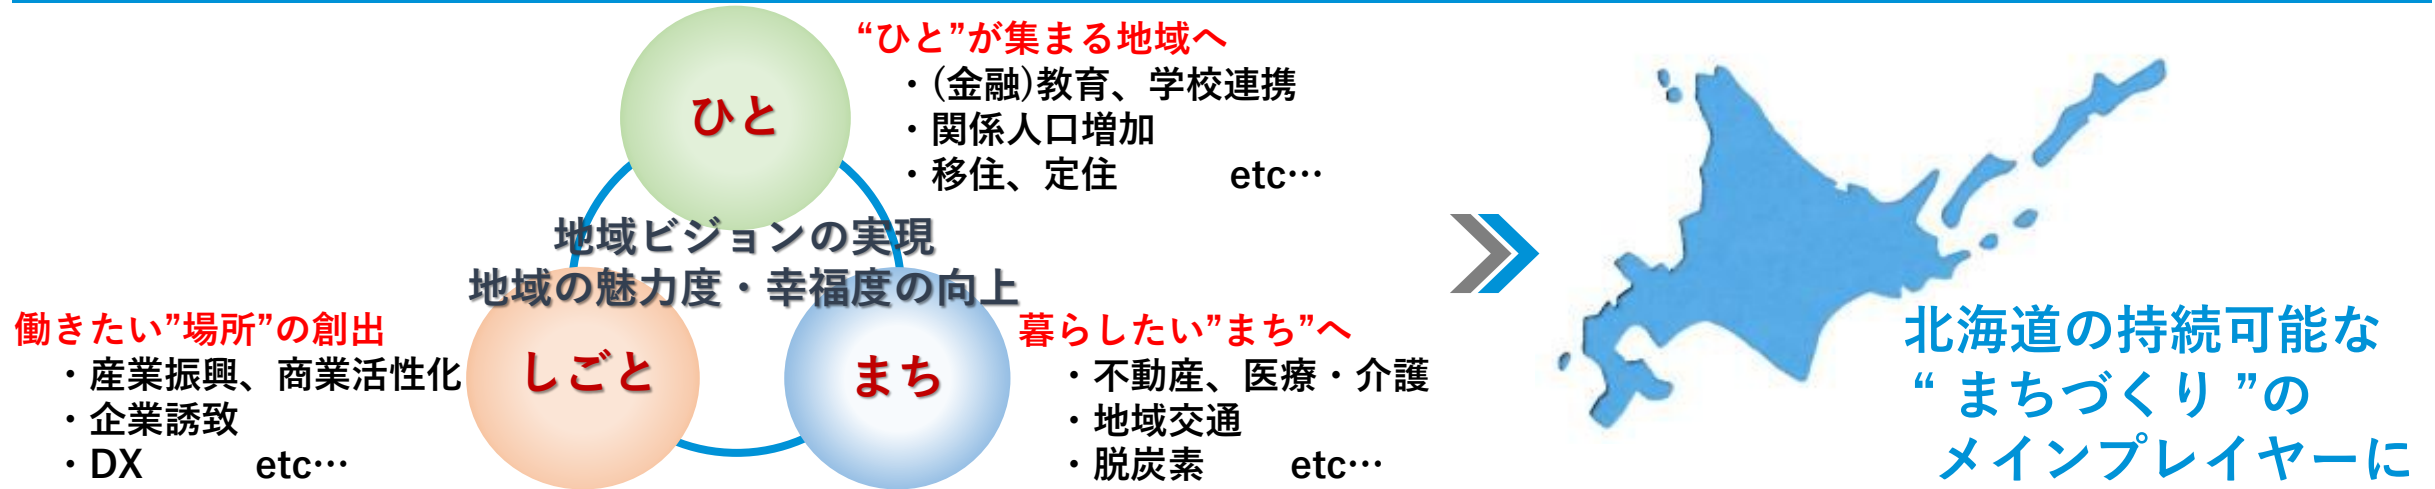 “ひと”が集まる地域へ
・(金融)教育、学校連携
・関係人口増加
・移住、定住 etc…
ひと
地域ビジョンの実現
地域の魅力度・幸福度の向上
働きたい”場所”の創出
・産業振興、商業活性化
・企業誘致
・DX etc…
しごと
まち
暮らしたい”まち”へ
・不動産、医療・介護
・地域交通
・脱炭素 etc…
北海道の持続可能な
“ まちづくり ”の
メインプレイヤーに